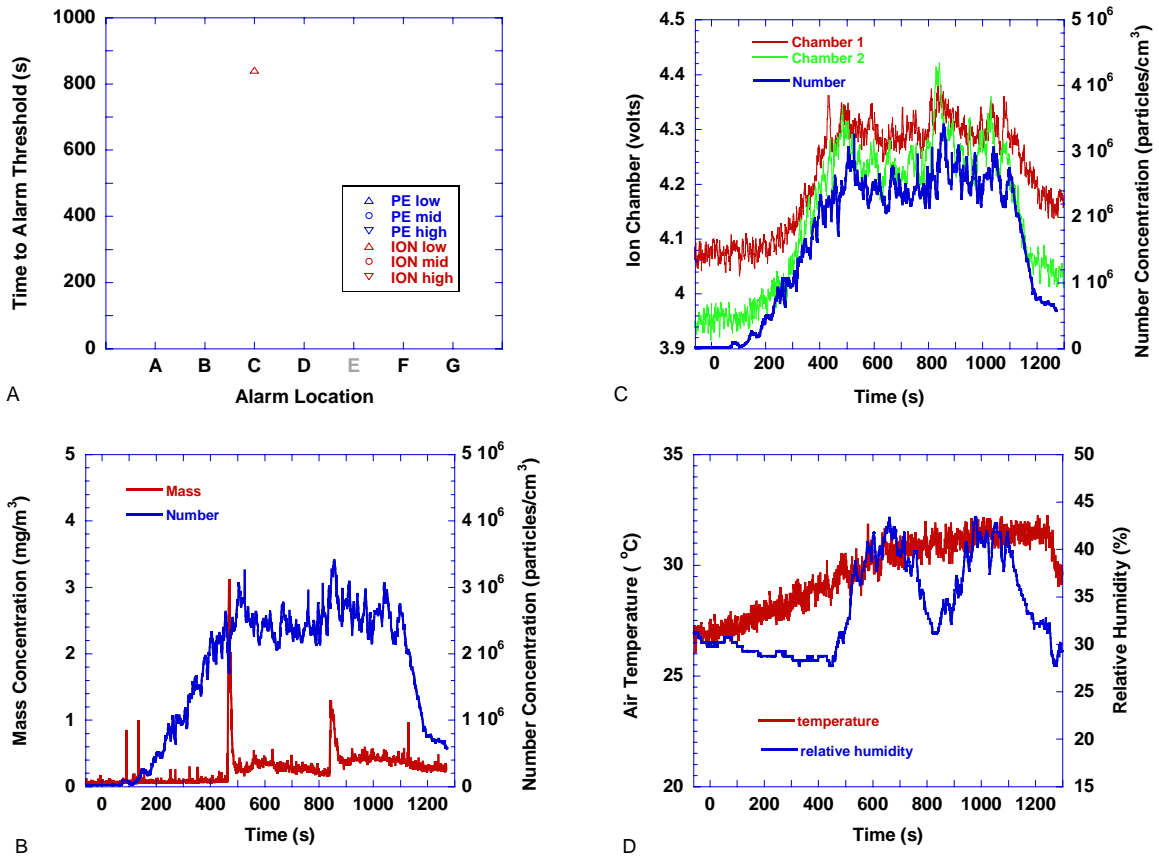 1000
800
600
400
200
0
Time to Alarm Threshold (s)
PE low
PE mid
PE high
ION low
ION mid
ION high
A B C D E F G
Alarm Location
A
4.5
4.4
4.3
4.2
4.1
4
3.9
Ion Chamber (volts)
Chamber 1
Chamber 2
Number
5 10^6
4 10^6
3 10^6
2 10^6
1 10^6
0
Number Concentration (particles/cm^3)
0 200 400 600 800 1000 1200
Time (s)
C
5
4
3
2
1
0
Mass Concentration (mg/m^3)
Mass
Number
5 10^6
4 10^6
3 10^6
2 10^6
1 10^6
0
Number Concentration (particles/cm^3)
0 200 400 600 800 1000 1200
Time (s)
B
35
30
25
20
Air Temperature ( °C)
temperature
relative humidity
50
45
40
35
30
25
20
15
Relative Humidity (%)
0 200 400 600 800 1000 1200
Time (s)
D